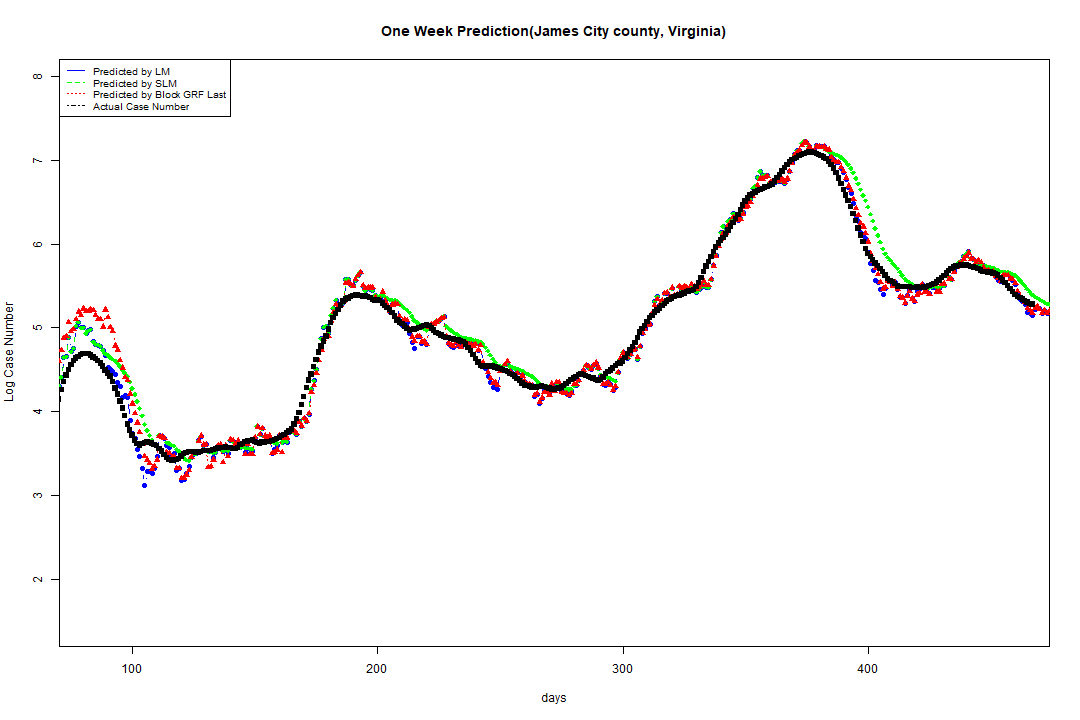 One Week Prediction(James City county, Virginia)
Predicted by LM
Predicted by SLM
Predicted by Block GRF Last
Actual Case Number
8
7
6
5
4
3
2
Log Case Number
100 200 300 400
days